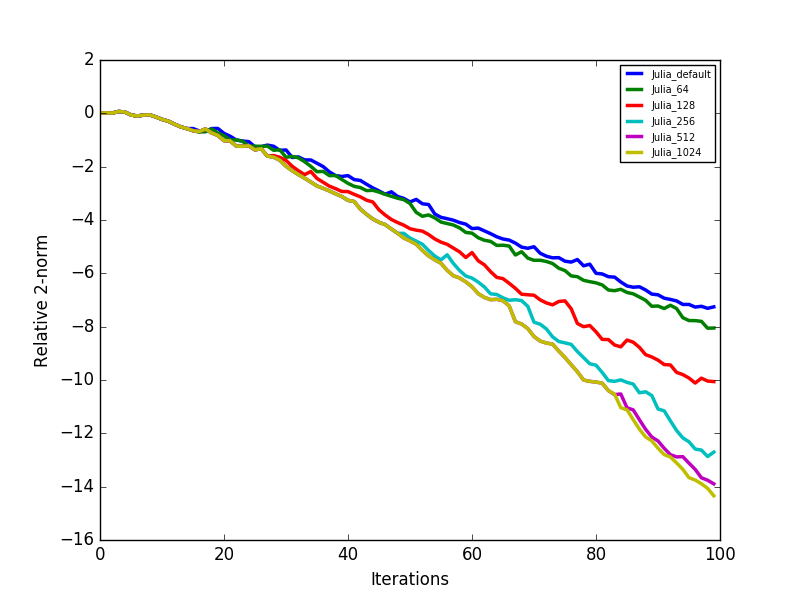 2
0
−2
−4
−6
−8
−10
−12
−14
−16
0 20 40 60 80 100
Relative 2-norm
Iterations
Julia_default
Julia_64
Julia_128
Julia_256
Julia_512
Julia_1024